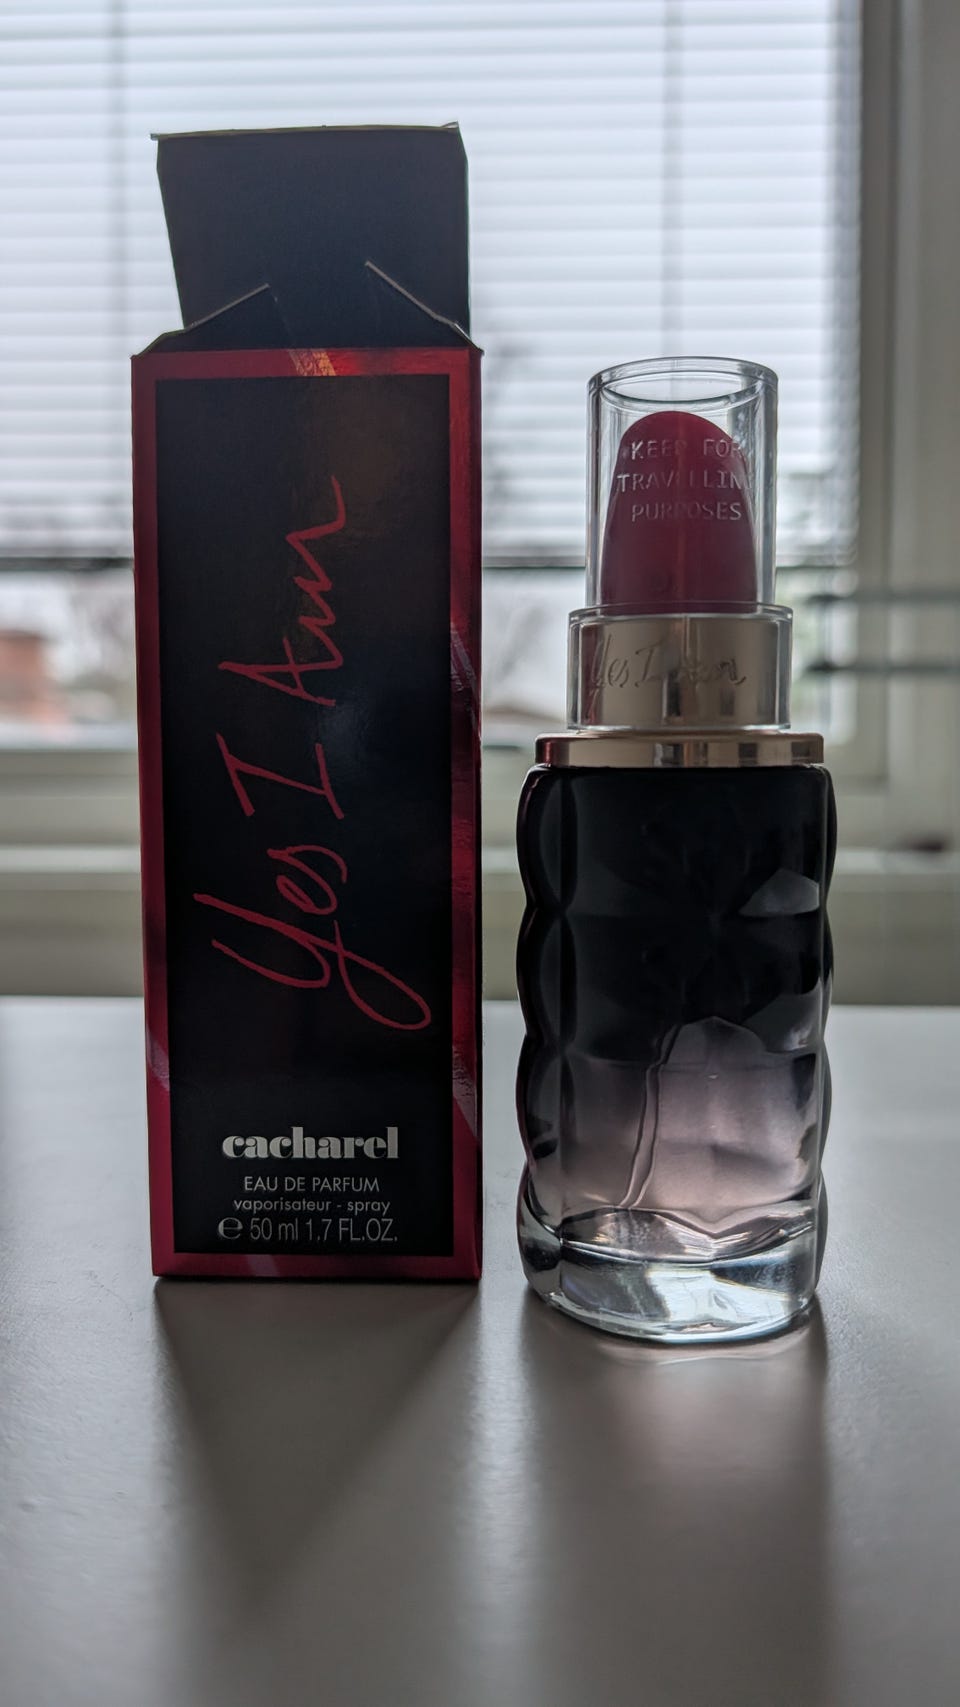 Yes I Am
cacharel
EAU DE PARFUM
vaporisateur - spray
℮ 50 ml 1.7 FL.OZ.
KEEP FOR
TRAVELLING
PURPOSES
Yes I Am